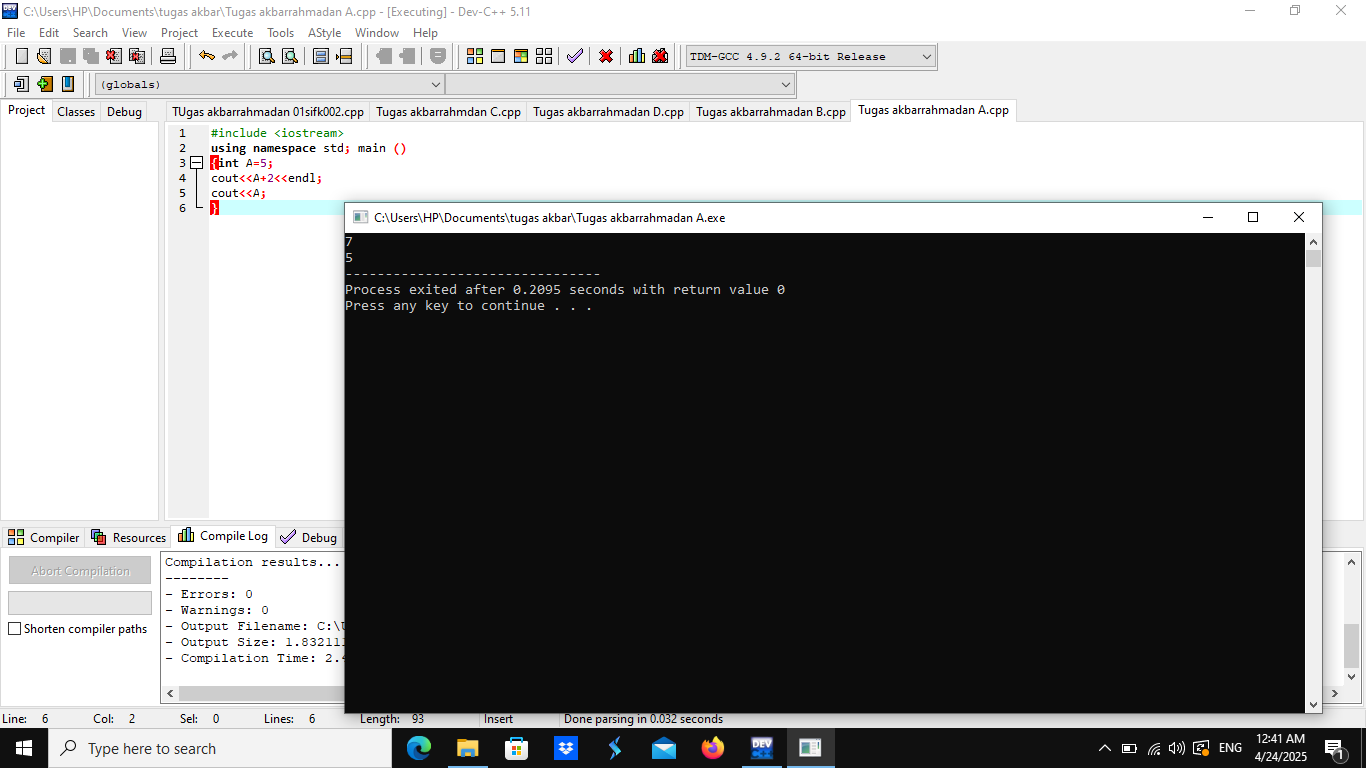 C:\Users\HP\Documents\tugas akbar\Tugas akbarrahmadan A.cpp - [Executing] - Dev-C++ 5.11
File Edit Search View Project Execute Tools AStyle Window Help
TDM-GCC 4.9.2 64-bit Release
(globals)
Project Classes Debug
TUgas akbarrahmadan 01sifk002.cpp Tugas akbarrahmdan C.cpp Tugas akbarrahmadan D.cpp Tugas akbarrahmadan B.cpp Tugas akbarrahmadan A.cpp
1 #include <iostream>
2 using namespace std; main ()
3 {int A=5;
4 cout<<A+2<<endl;
5 cout<<A;
6 }
C:\Users\HP\Documents\tugas akbar\Tugas akbarrahmadan A.exe
7
5
--------------------------------
Process exited after 0.2095 seconds with return value 0
Press any key to continue . . .
Compiler Resources Compile Log Debug
Abort Compilation
Shorten compiler paths
Compilation results...
--------
- Errors: 0
- Warnings: 0
- Output Filename: C:\
- Output Size: 1.83211
- Compilation Time: 2.
Line: 6 Col: 2 Sel: 0 Lines: 6 Length: 93 Insert Done parsing in 0.032 seconds
Type here to search
DEV
ENG
12:41 AM
4/24/2025
1